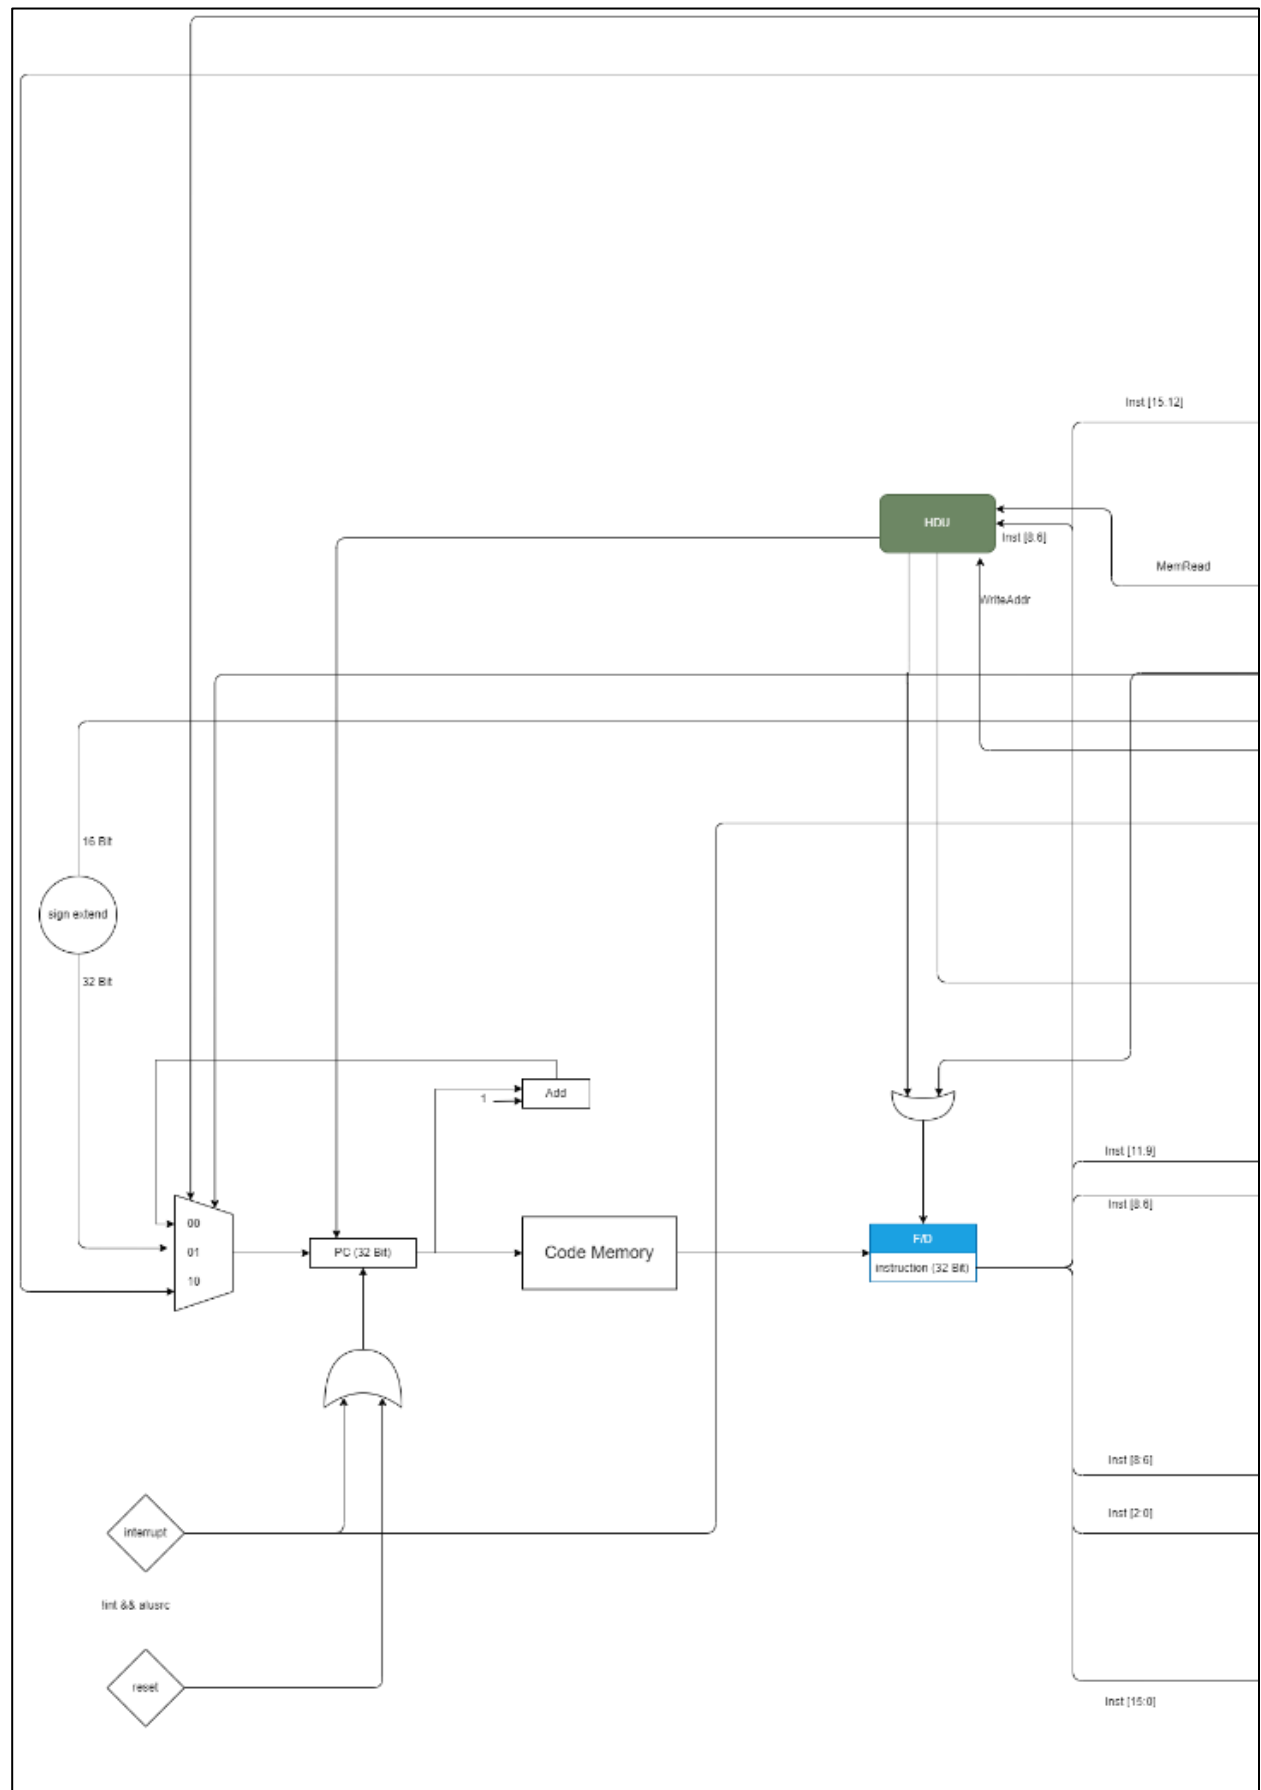 Inst [15:12]
HDU
Inst [8:6]
MemRead
WriteAddr
16 Bit
sign extend
32 Bit
Add
1
Inst [11:9]
Inst [8:6]
00
F/D
01
PC (32 Bit)
Code Memory
instruction (32 Bit)
10
Inst [8:6]
Inst [2:0]
interrupt
!int && alusrc
reset
Inst [15:0]